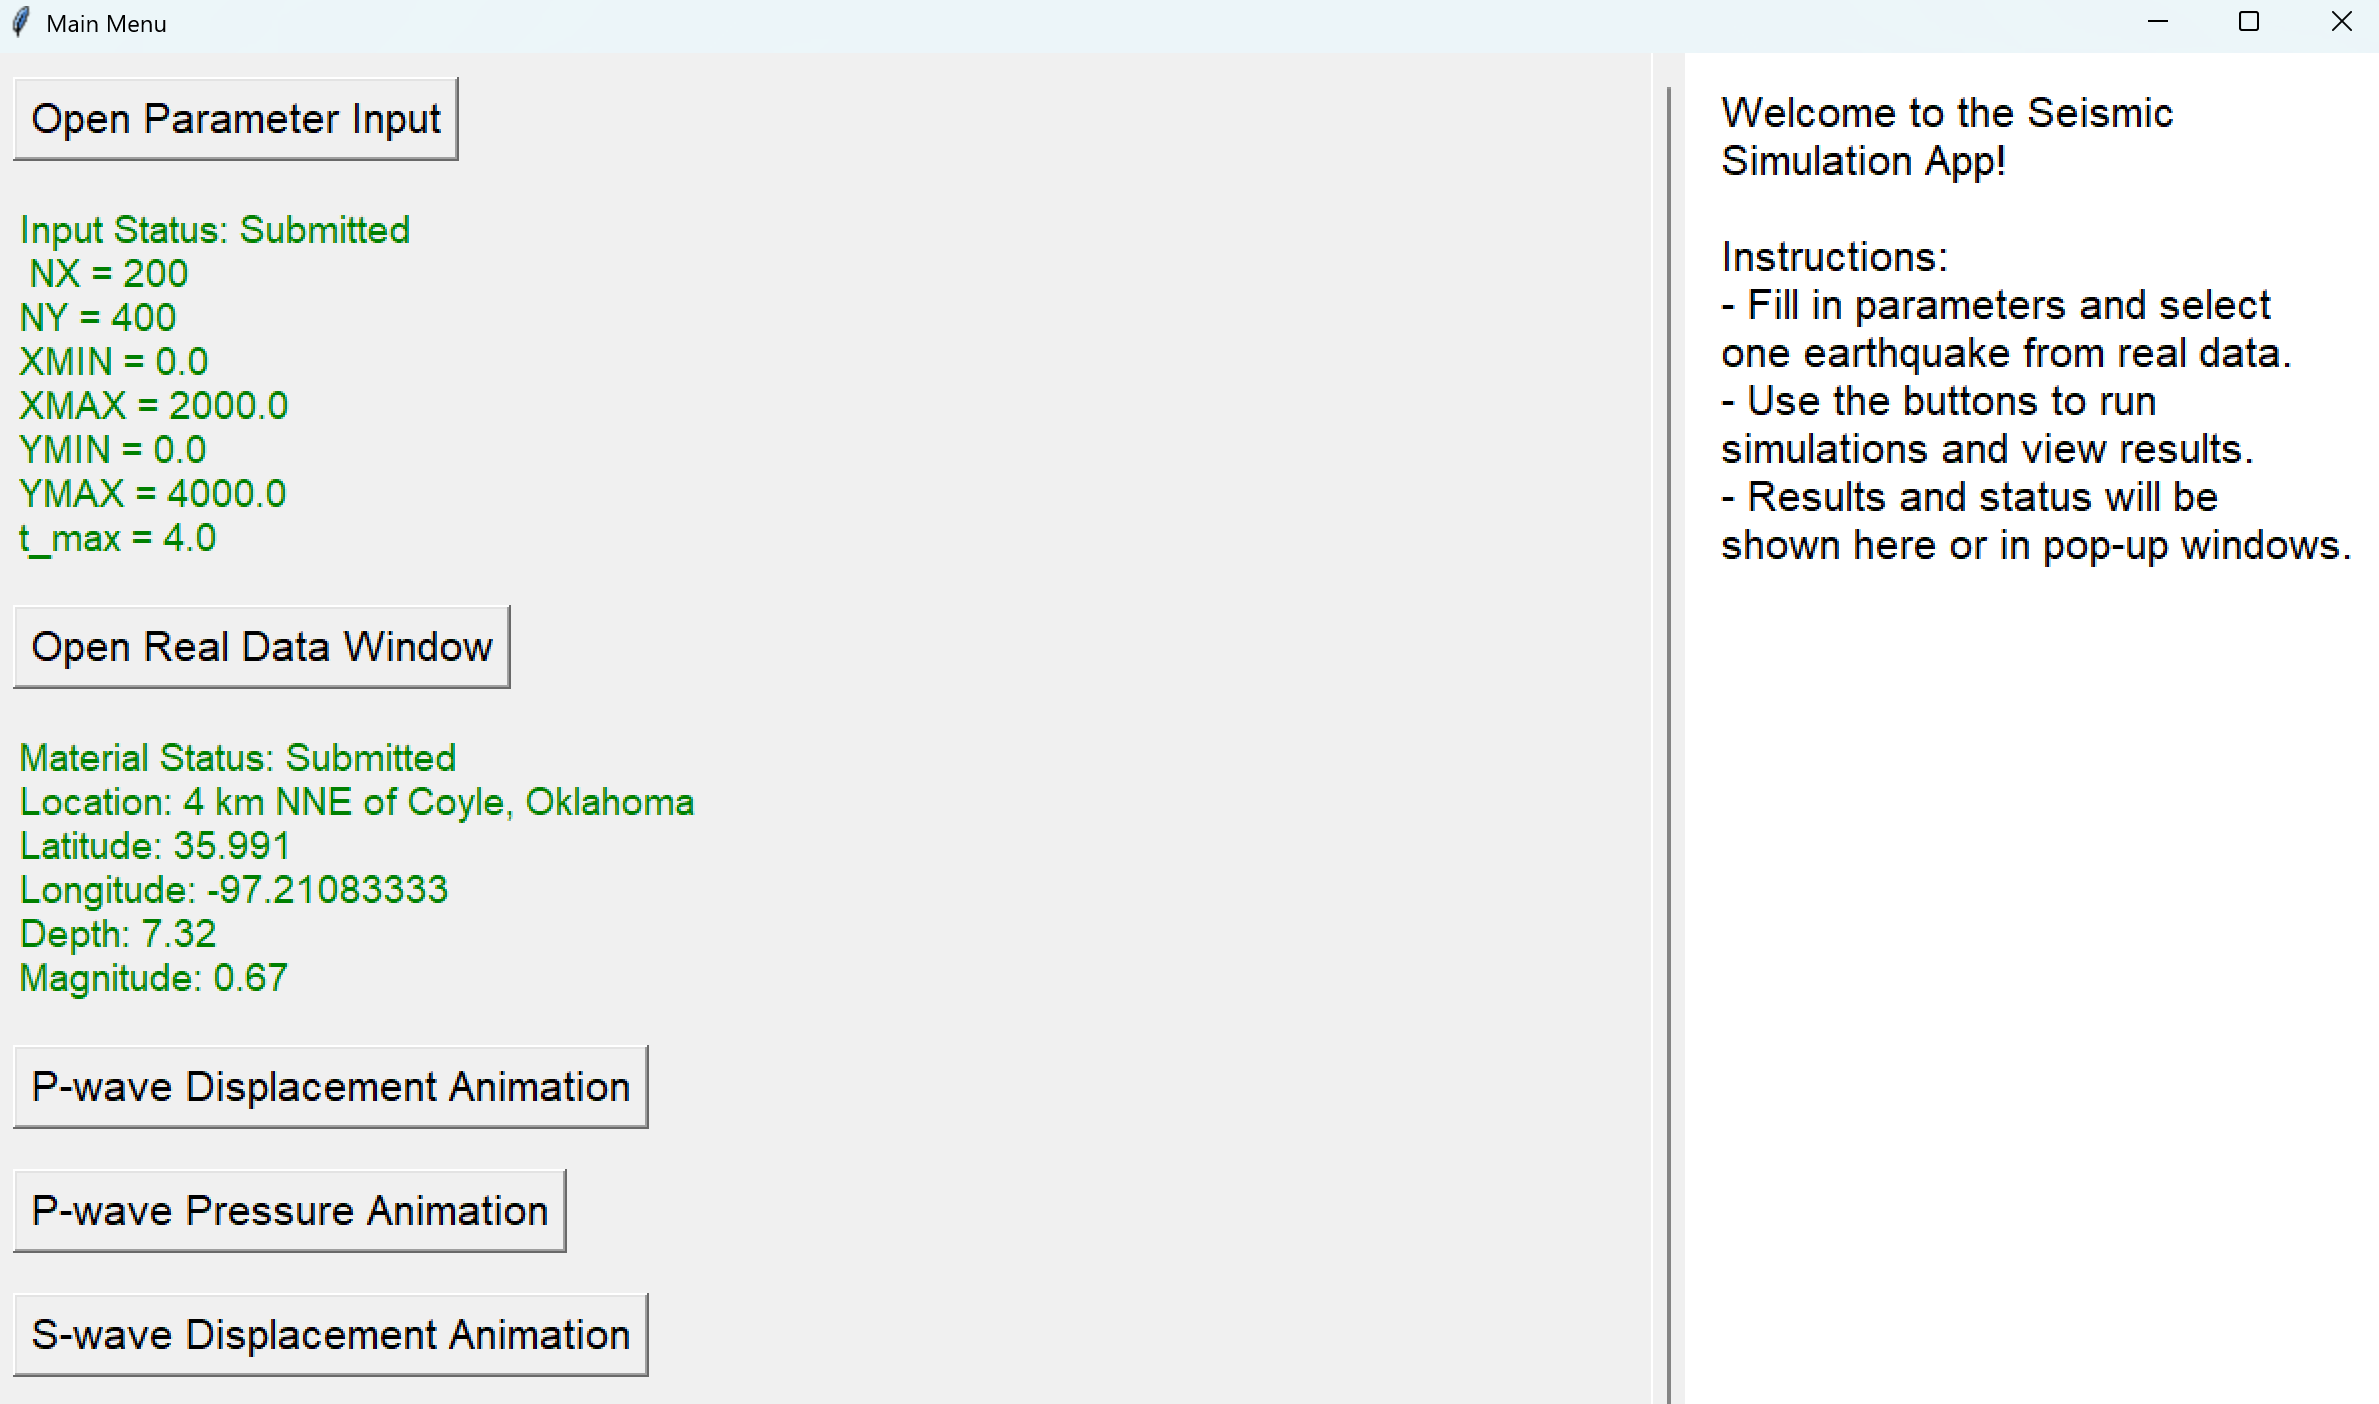 Main Menu
Open Parameter Input
Input Status: Submitted
NX = 200
NY = 400
XMIN = 0.0
XMAX = 2000.0
YMIN = 0.0
YMAX = 4000.0
t_max = 4.0
Open Real Data Window
Material Status: Submitted
Location: 4 km NNE of Coyle, Oklahoma
Latitude: 35.991
Longitude: -97.21083333
Depth: 7.32
Magnitude: 0.67
P-wave Displacement Animation
P-wave Pressure Animation
S-wave Displacement Animation
Welcome to the Seismic
Simulation App!
Instructions:
- Fill in parameters and select
one earthquake from real data.
- Use the buttons to run
simulations and view results.
- Results and status will be
shown here or in pop-up windows.